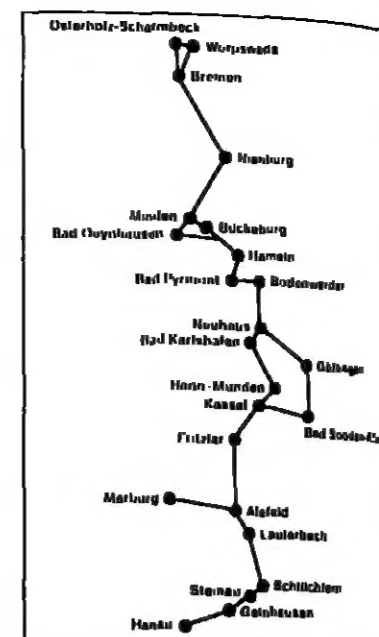 Osterholz-Scharmbeck
Worpswede
Bremen
Nienburg
Minden
Bückeburg
Bad Oeynhausen
Hameln
Bad Pyrmont
Bodenwerder
Neuhaus
Bad Karlshafen
Göttingen
Hann-Münden
Kassel
Bad Sooden-
Fritzlar
Marburg
Alsfeld
Lauterbach
Schlüchtern
Steinau
Gelnhausen
Hanau